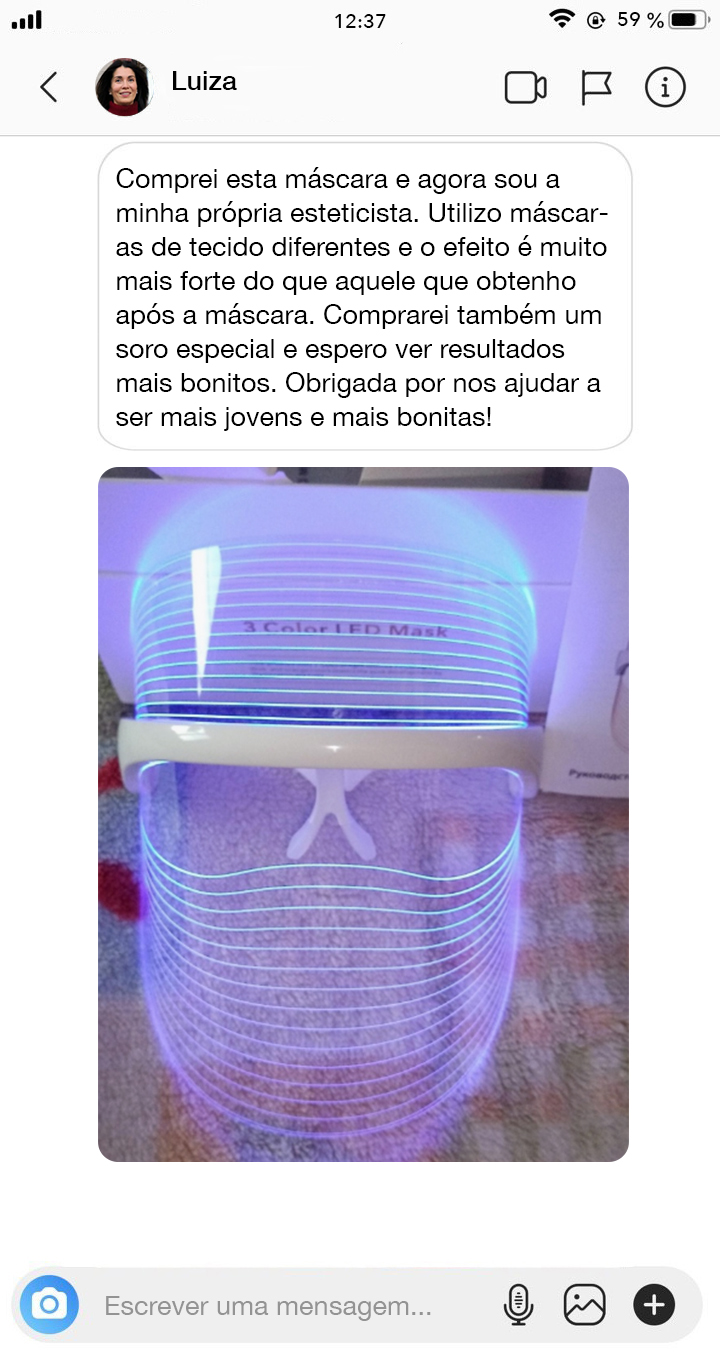 12:37
59 %
Luiza
Comprei esta máscara e agora sou a
minha própria esteticista. Utilizo máscar-
as de tecido diferentes e o efeito é muito
mais forte do que aquele que obtenho
após a máscara. Comprarei também um
soro especial e espero ver resultados
mais bonitos. Obrigada por nos ajudar a
ser mais jovens e mais bonitas!
3 Color LED Mask
Escrever uma mensagem...